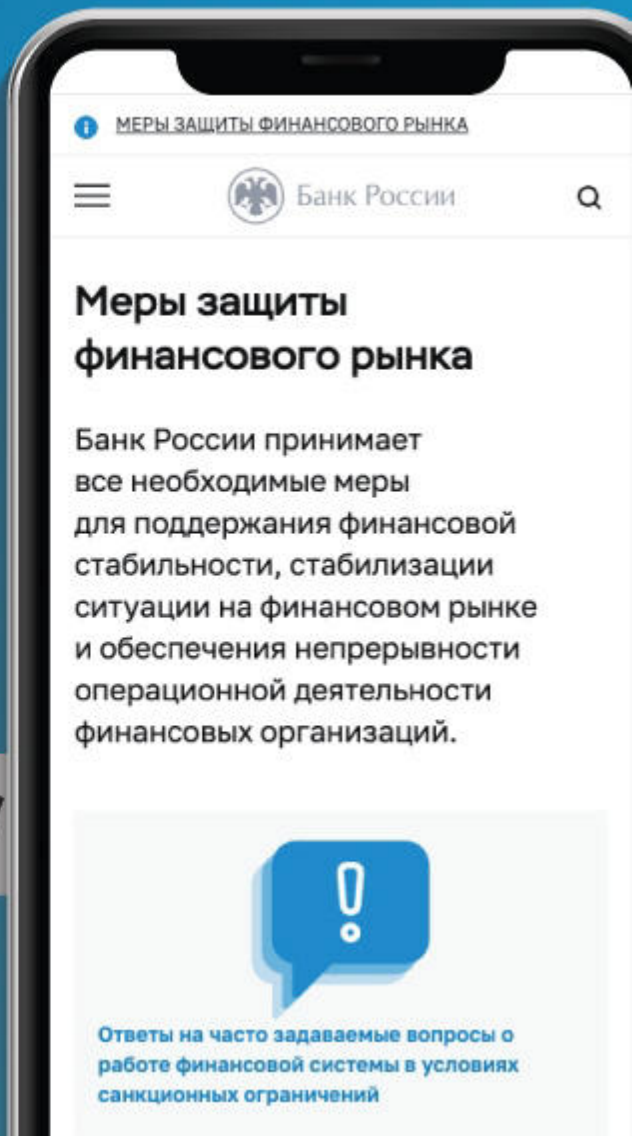 МЕРЫ ЗАЩИТЫ ФИНАНСОВОГО РЫНКА
Банк России
Меры защиты
финансового рынка
Банк России принимает
все необходимые меры
для поддержания финансовой
стабильности, стабилизации
ситуации на финансовом рынке
и обеспечения непрерывности
операционной деятельности
финансовых организаций.
Ответы на часто задаваемые вопросы о
работе финансовой системы в условиях
санкционных ограничений